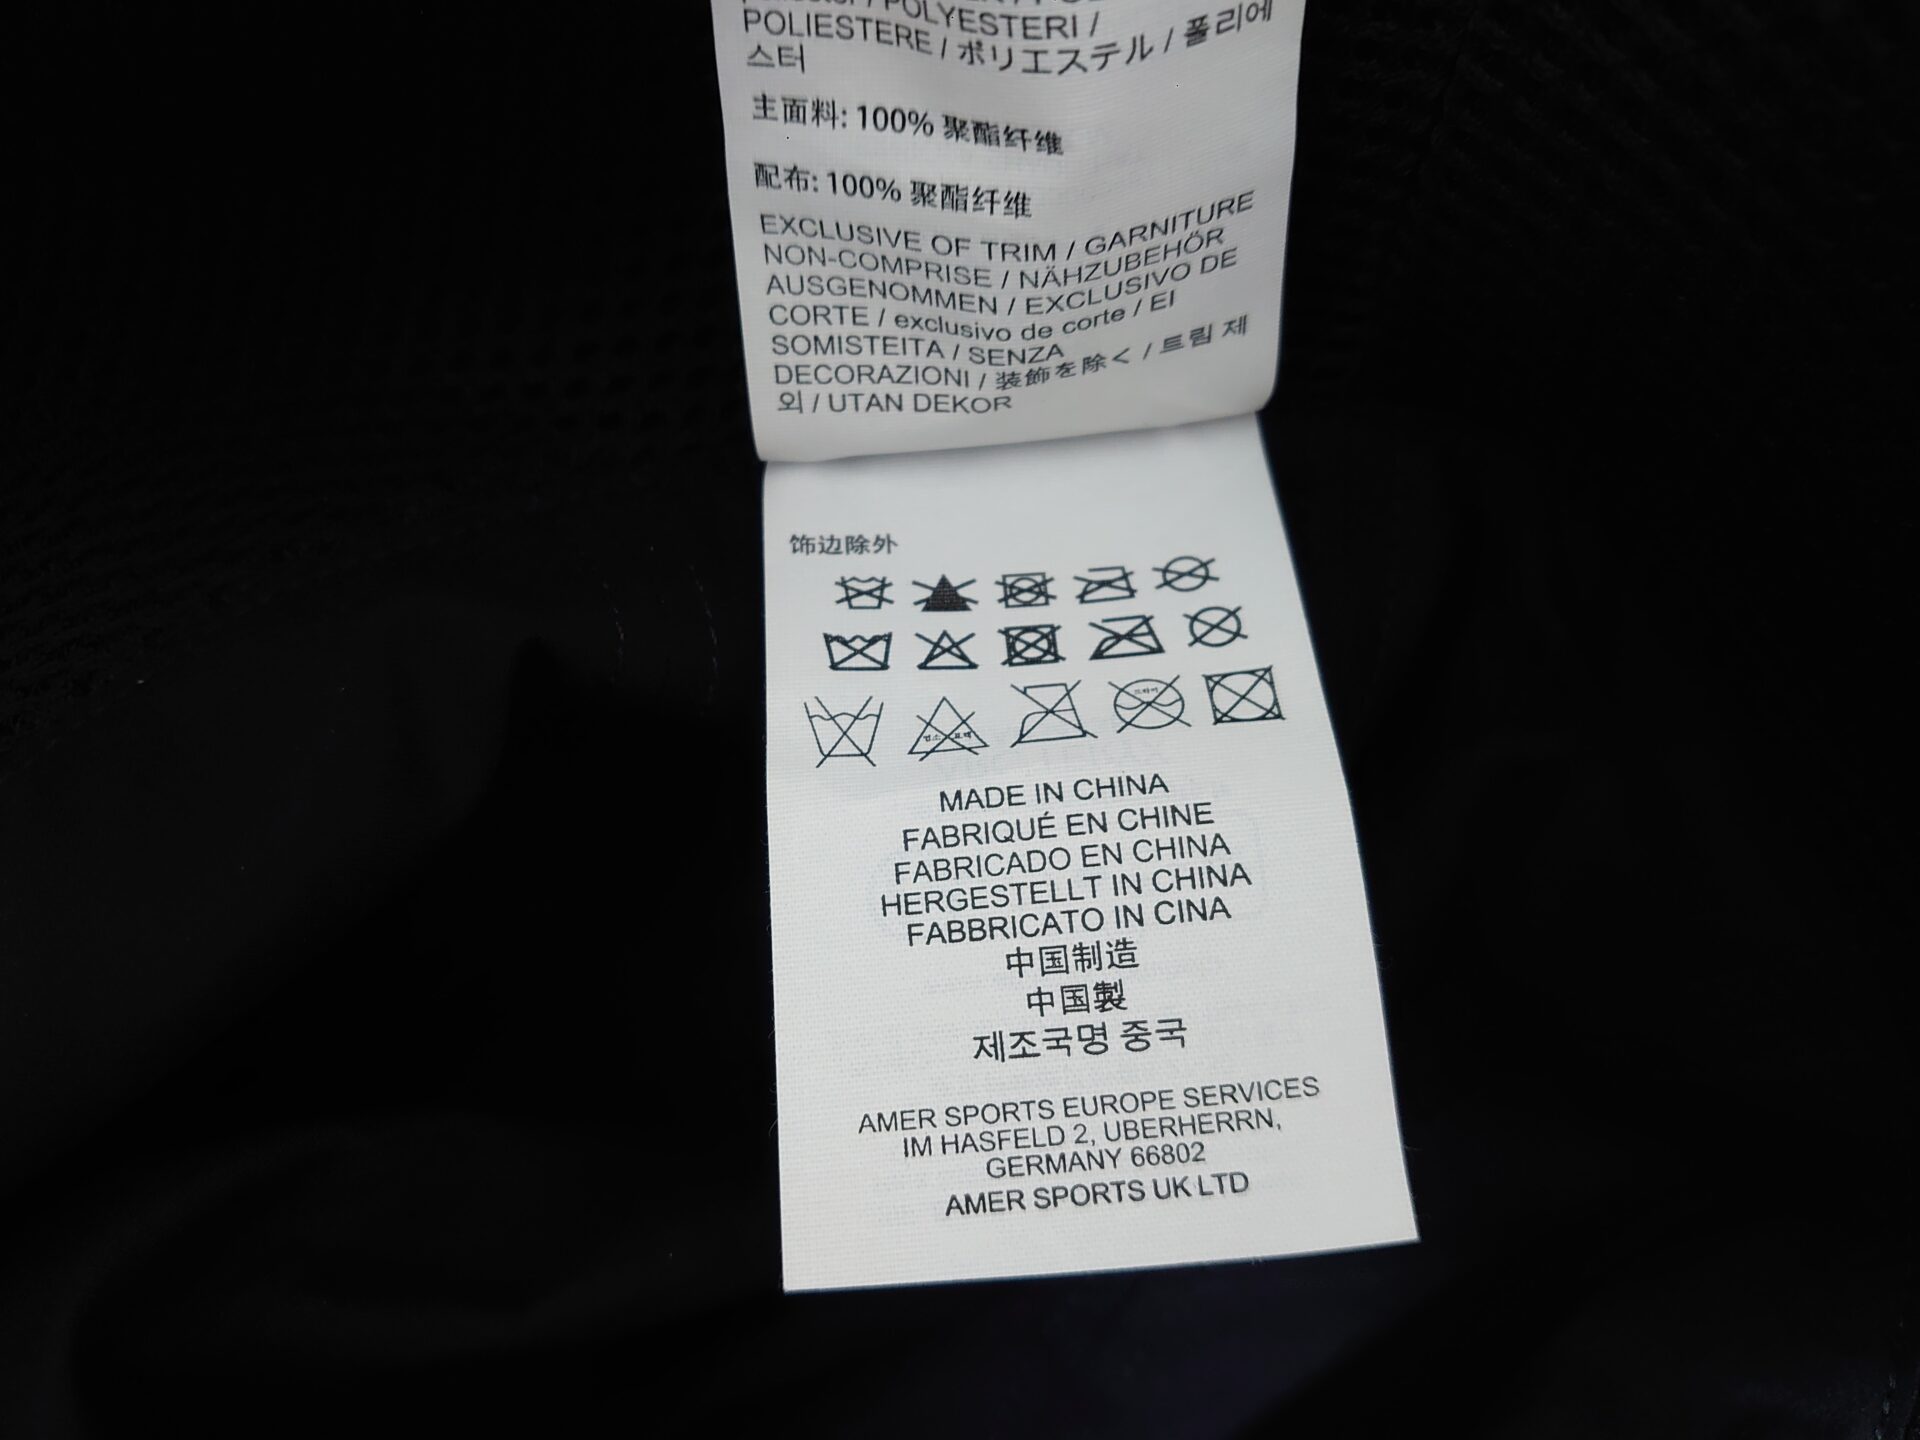 POLYESTERI /
POLIESTERE / ポリエステル / 폴리에
스터
主面料: 100% 聚酯纤维
配布: 100% 聚酯纤维
EXCLUSIVE OF TRIM / GARNITURE
NON-COMPRISE / NÄHZUBEHÖR
AUSGENOMMEN / EXCLUSIVO DE
CORTE / exclusivo de corte / EI
SOMISTEITA / SENZA
DECORAZIONI / 装飾を除く / 트림 제
외 / UTAN DEKOR
饰边除外
드라이
MADE IN CHINA
FABRIQUÉ EN CHINE
FABRICADO EN CHINA
HERGESTELLT IN CHINA
FABBRICATO IN CINA
中国制造
中国製
제조국명 중국
AMER SPORTS EUROPE SERVICES
IM HASFELD 2, UBERHERRN,
GERMANY 66802
AMER SPORTS UK LTD